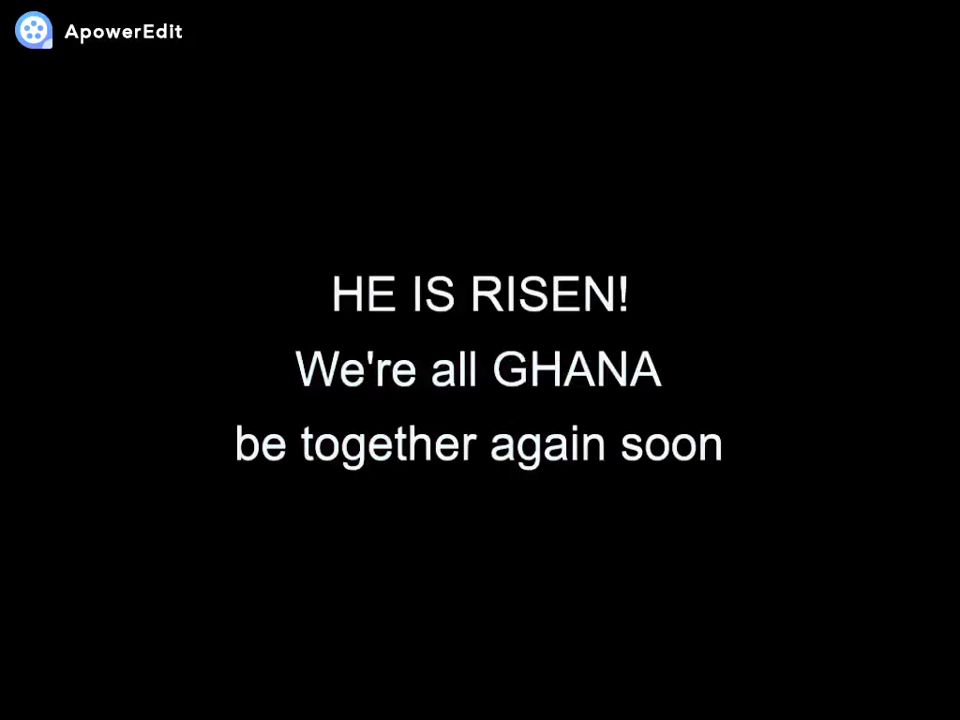 ApowerEdit
HE IS RISEN!
We're all GHANA
be together again soon